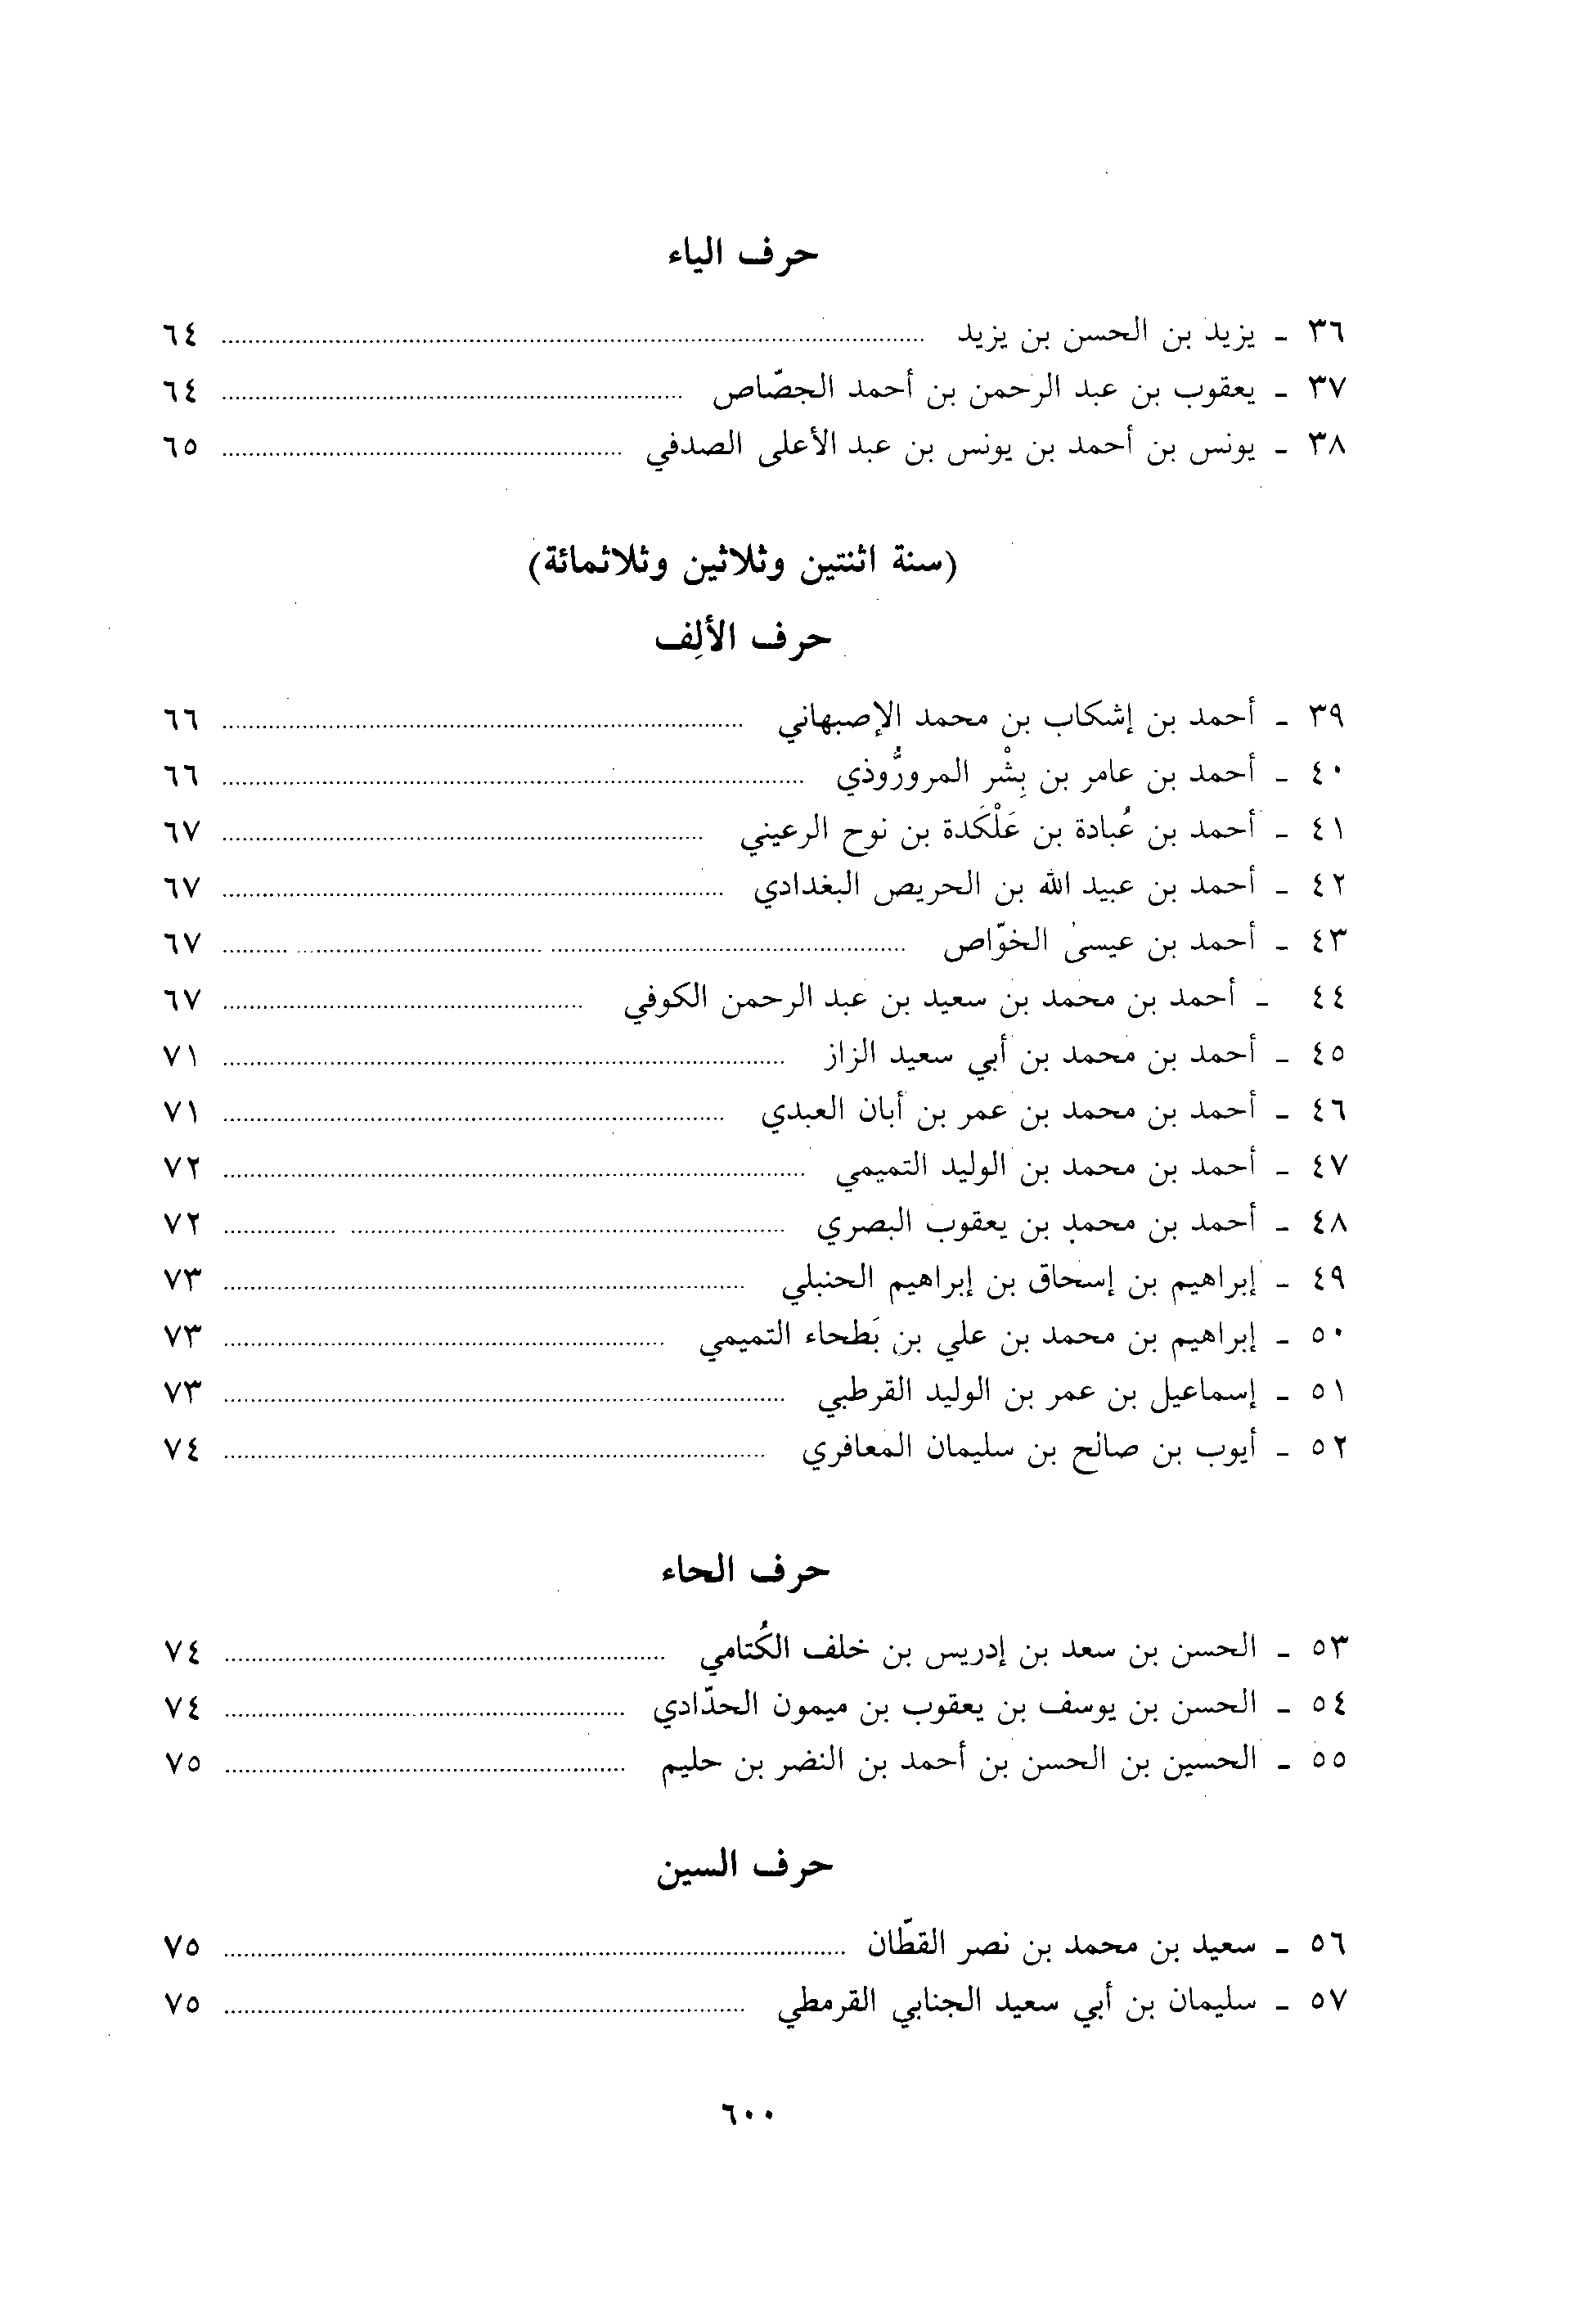 حرف الياء
٣٦ - يزيد بن الحسن بن يزيد ........ ٦٤
٣٧ - يعقوب بن عبد الرحمن بن أحمد الجصّاص ........ ٦٤
٣٨ - يونس بن أحمد بن يونس بن عبد الأعلى الصدفي ........ ٦٥
(سنة اثنتين وثلاثين وثلاثمائة)
حرف الألِف
٣٩ - أحمد بن إشكاب بن محمد الإصبهاني ........ ٦٦
٤٠ - أحمد بن عامر بن بِشْر المرورُّوذي ........ ٦٦
٤١ - أحمد بن عُبادة بن عَلْكَدة بن نوح الرعيني ........ ٦٧
٤٢ - أحمد بن عبيد الله بن الحريص البغدادي ........ ٦٧
٤٣ - أحمد بن عيسىٰ الخوّاص ........ ٦٧
٤٤ - أحمد بن محمد بن سعيد بن عبد الرحمن الكوفي ........ ٦٧
٤٥ - أحمد بن محمد بن أبي سعيد الزاز ........ ٧١
٤٦ - أحمد بن محمد بن عمر بن أبان العبدي ........ ٧١
٤٧ - أحمد بن محمد بن الوليد التميمي ........ ٧٢
٤٨ - أحمد بن محمد بن يعقوب البصري ........ ٧٢
٤٩ - إبراهيم بن إسحاق بن إبراهيم الحنبلي ........ ٧٣
٥٠ - إبراهيم بن محمد بن علي بن بَطحاء التميمي ........ ٧٣
٥١ - إسماعيل بن عمر بن الوليد القرطبي ........ ٧٣
٥٢ - أيوب بن صالح بن سليمان المعافري ........ ٧٤
حرف الحاء
٥٣ - الحسن بن سعد بن إدريس بن خلف الكُتامي ........ ٧٤
٥٤ - الحسن بن يوسف بن يعقوب بن ميمون الحدّادي ........ ٧٤
٥٥ - الحسين بن الحسن بن أحمد بن النضر بن حليم ........ ٧٥
حرف السين
٥٦ - سعيد بن محمد بن نصر القطّان ........ ٧٥
٥٧ - سليمان بن أبي سعيد الجنابي القرمطي ........ ٧٥
٦٠٠